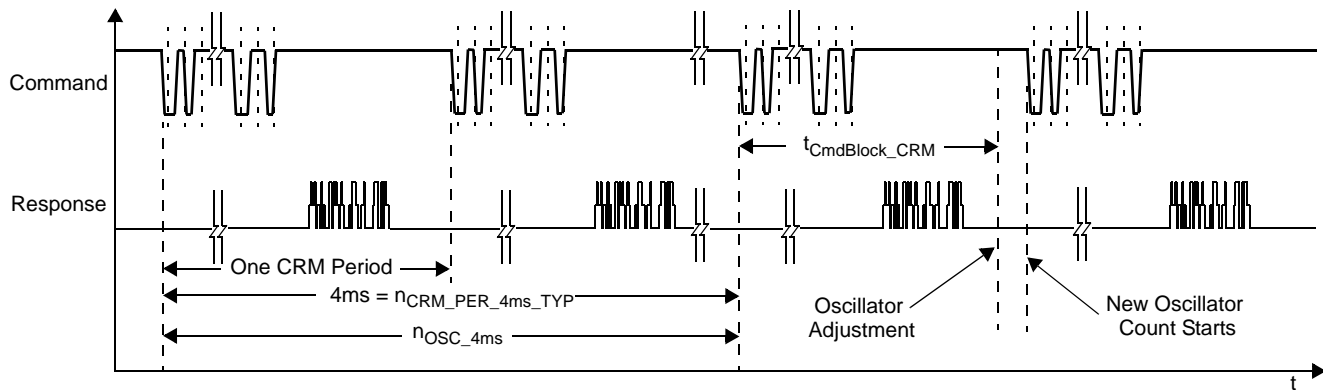 Command
t_CmdBlock_CRM
Response
One CRM Period
4ms = n_CRM_PER_4ms_TYP
n_OSC_4ms
Oscillator
Adjustment
New Oscillator
Count Starts
t